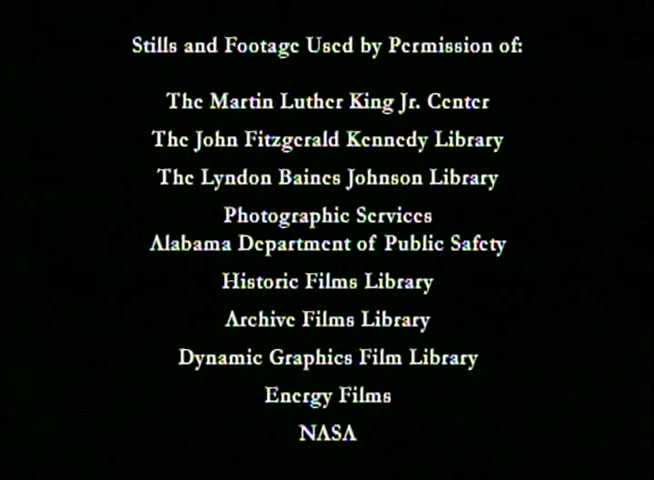 Stills and Footage Used by Permission of:
The Martin Luther King Jr. Center
The John Fitzgerald Kennedy Library
The Lyndon Baines Johnson Library
Photographic Services
Alabama Department of Public Safety
Historic Films Library
Archive Films Library
Dynamic Graphics Film Library
Energy Films
NASA